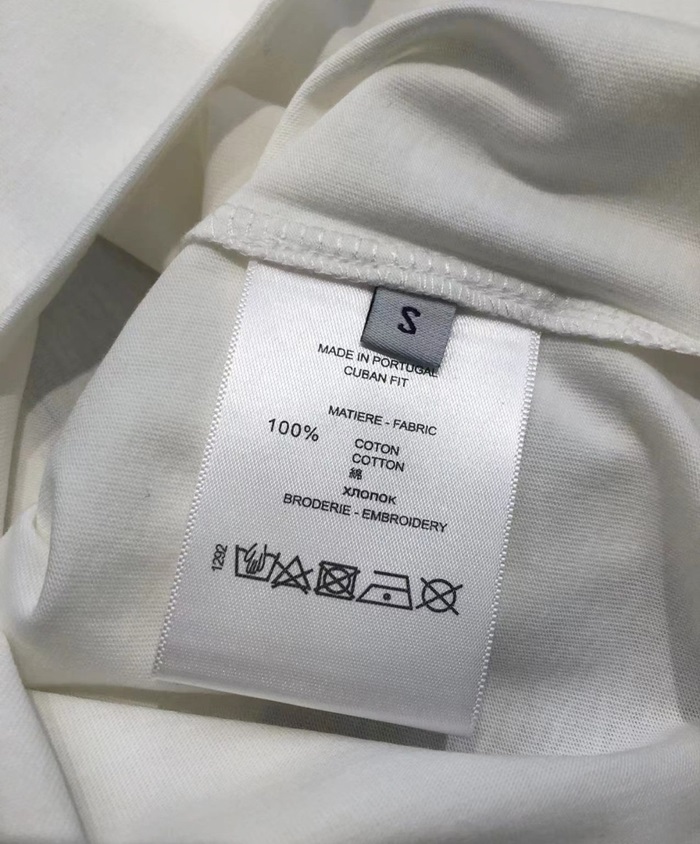 S
MADE IN PORTUGAL
CUBAN FIT
MATIERE - FABRIC
100% COTON
COTTON
綿
ХЛОПОК
BRODERIE - EMBROIDERY
1292